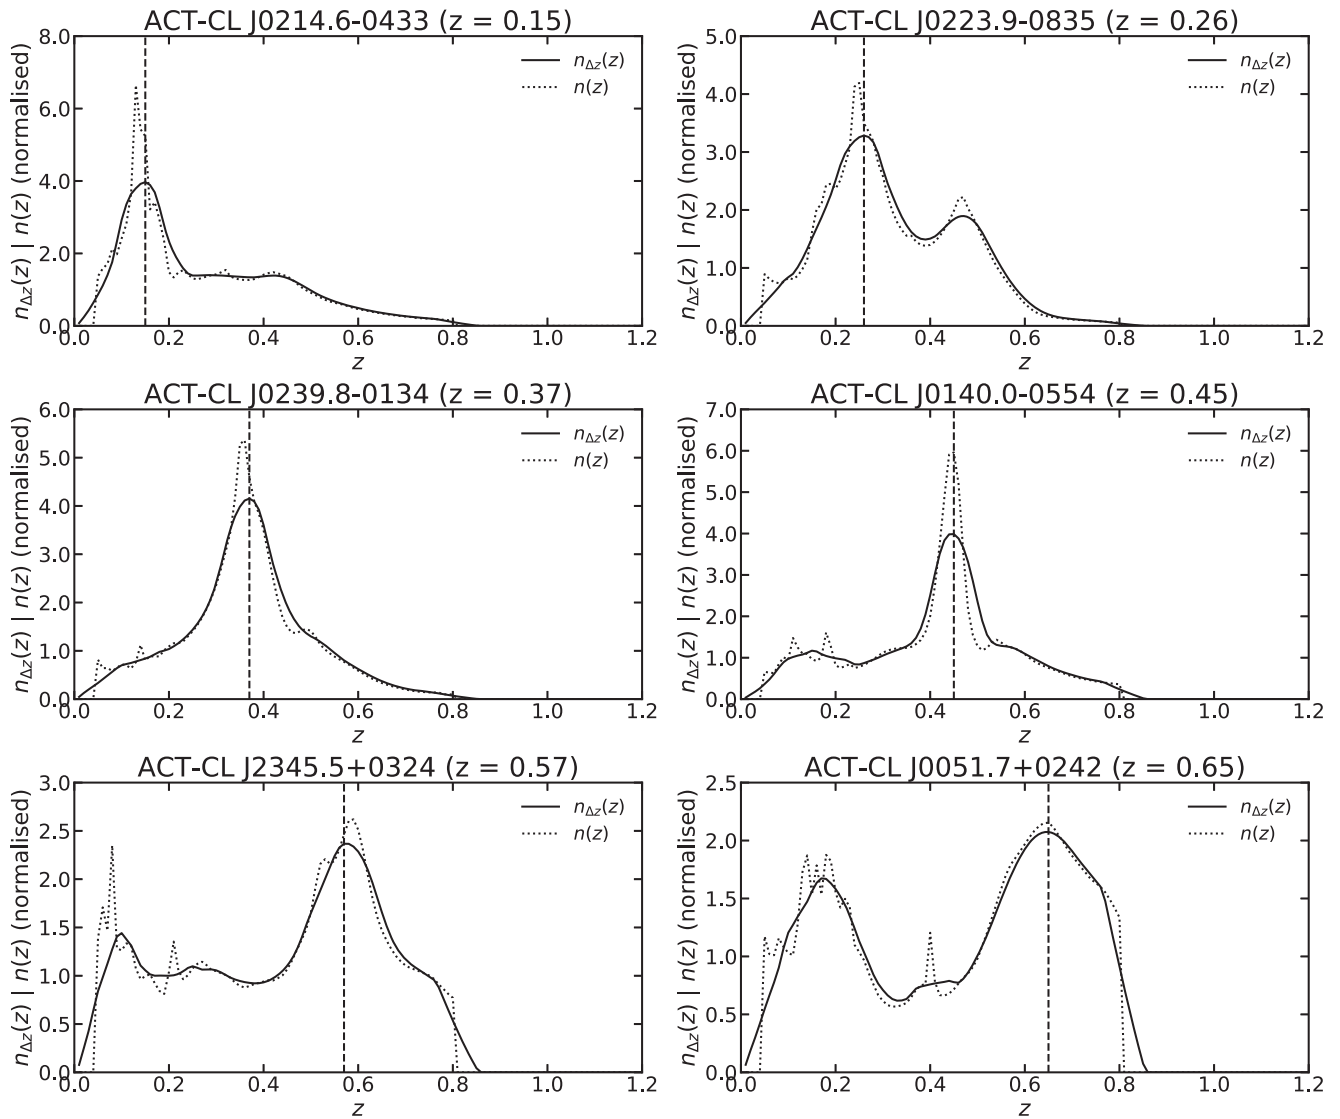 ACT-CL J0214.6-0433 (z = 0.15)
8.0
6.0
4.0
2.0
0.0
n_Δz(z) | n(z) (normalised)
n_Δz(z)
n(z)
0.0 0.2 0.4 0.6 0.8 1.0 1.2
z
ACT-CL J0223.9-0835 (z = 0.26)
5.0
4.0
3.0
2.0
1.0
0.0
n_Δz(z) | n(z) (normalised)
n_Δz(z)
n(z)
0.0 0.2 0.4 0.6 0.8 1.0 1.2
z
ACT-CL J0239.8-0134 (z = 0.37)
6.0
5.0
4.0
3.0
2.0
1.0
0.0
n_Δz(z) | n(z) (normalised)
n_Δz(z)
n(z)
0.0 0.2 0.4 0.6 0.8 1.0 1.2
z
ACT-CL J0140.0-0554 (z = 0.45)
7.0
6.0
5.0
4.0
3.0
2.0
1.0
0.0
n_Δz(z) | n(z) (normalised)
n_Δz(z)
n(z)
0.0 0.2 0.4 0.6 0.8 1.0 1.2
z
ACT-CL J2345.5+0324 (z = 0.57)
3.0
2.5
2.0
1.5
1.0
0.5
0.0
n_Δz(z) | n(z) (normalised)
n_Δz(z)
n(z)
0.0 0.2 0.4 0.6 0.8 1.0 1.2
z
ACT-CL J0051.7+0242 (z = 0.65)
2.5
2.0
1.5
1.0
0.5
0.0
n_Δz(z) | n(z) (normalised)
n_Δz(z)
n(z)
0.0 0.2 0.4 0.6 0.8 1.0 1.2
z